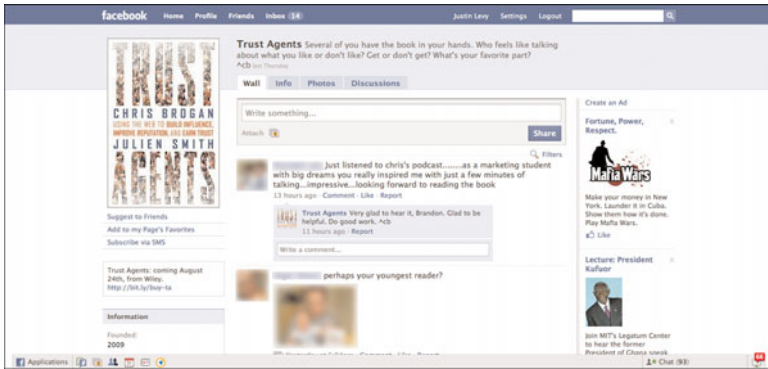 facebook Home Profile Friends Inbox 14 Justin Levy Settings Logout
TRUST
CHRIS BROGAN
USING THE WEB TO BUILD INFLUENCE,
IMPROVE REPUTATION, AND EARN TRUST
JULIEN SMITH
AGENTS
Suggest to Friends
Add to my Page's Favorites
Subscribe via SMS
Trust Agents: coming August
24th, from Wiley.
http://bit.ly/buy-ta
Information
Founded:
2009
Trust Agents Several of you have the book in your hands. Who feels like talking
about what you like or don't like? Get or don't get? What's your favorite part?
^cb last Thursday
Wall Info Photos Discussions
Write something...
Attach Share
Filters
Just listened to chris's podcast........as a marketing student
with big dreams you really inspired me with just a few minutes of
talking...impressive...looking forward to reading the book
13 hours ago · Comment · Like · Report
Trust Agents Very glad to hear it, Brandon. Glad to be
helpful. Do good work. ^cb
11 hours ago · Report
Write a comment...
perhaps your youngest reader?
Comment · Like · Report
Create an Ad
Fortune, Power,
Respect. x
Mafia Wars
Make your money in New
York. Launder it in Cuba.
Show them how it's done.
Play Mafia Wars.
Like
Lecture: President
Kufuor x
Join MIT's Legatum Center
to hear the former
President of Ghana speak
Applications Chat (93)